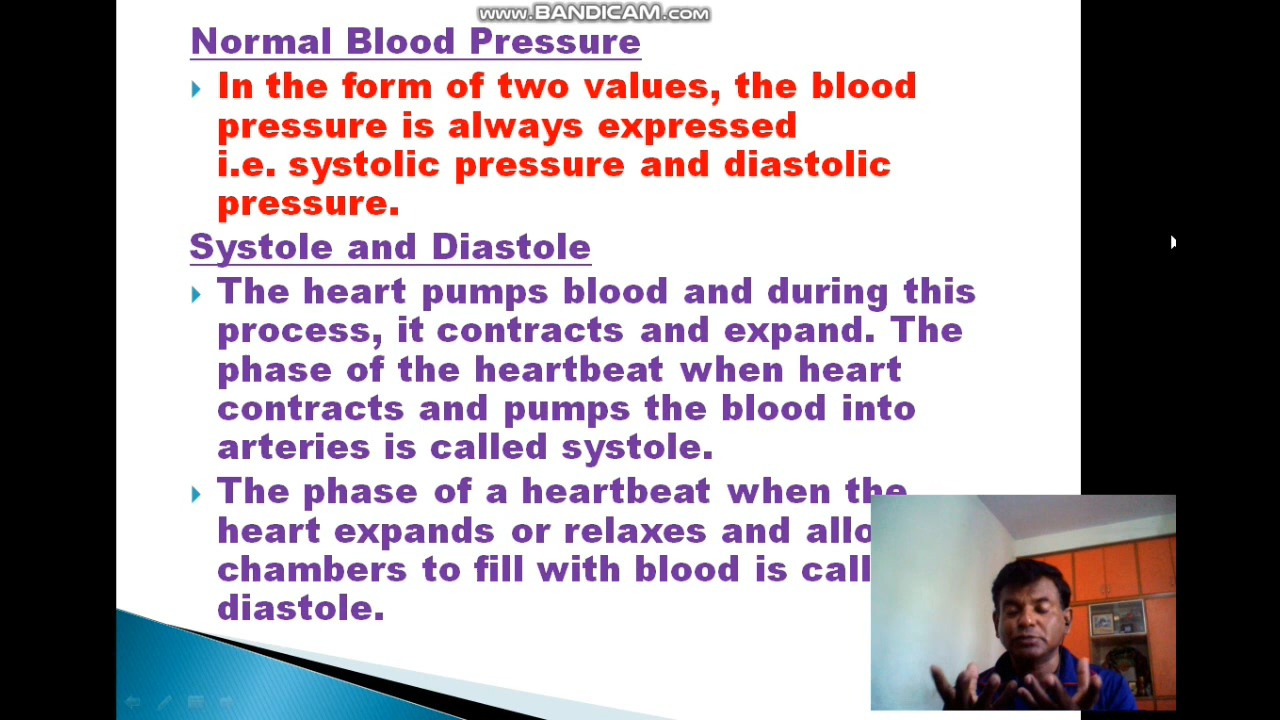 www.BANDICAM.com
Normal Blood Pressure
In the form of two values, the blood
pressure is always expressed
i.e. systolic pressure and diastolic
pressure.
Systole and Diastole
The heart pumps blood and during this
process, it contracts and expand. The
phase of the heartbeat when heart
contracts and pumps the blood into
arteries is called systole.
The phase of a heartbeat when the
heart expands or relaxes and allo
chambers to fill with blood is call
diastole.